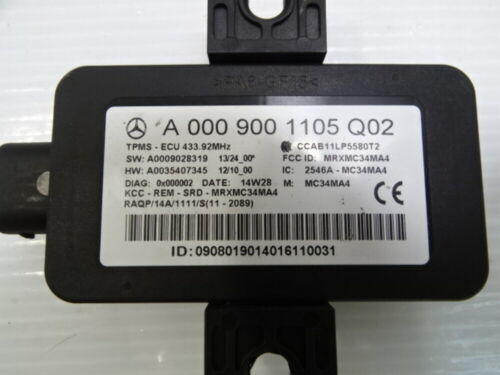 A 000 900 1105 Q02
TPMS - ECU 433.92MHz CCAB11LP5580T2
SW: A0009028319 13/24_00* FCC ID: MRXMC34MA4
HW: A0035407345 12/10_00 IC: 2546A - MC34MA4
DIAG: 0x000002 DATE: 14W28 M: MC34MA4
KCC - REM - SRD - MRXMC34MA4
RAQP/14A/1111/S(11 - 2089)
ID: 0908019014016110031